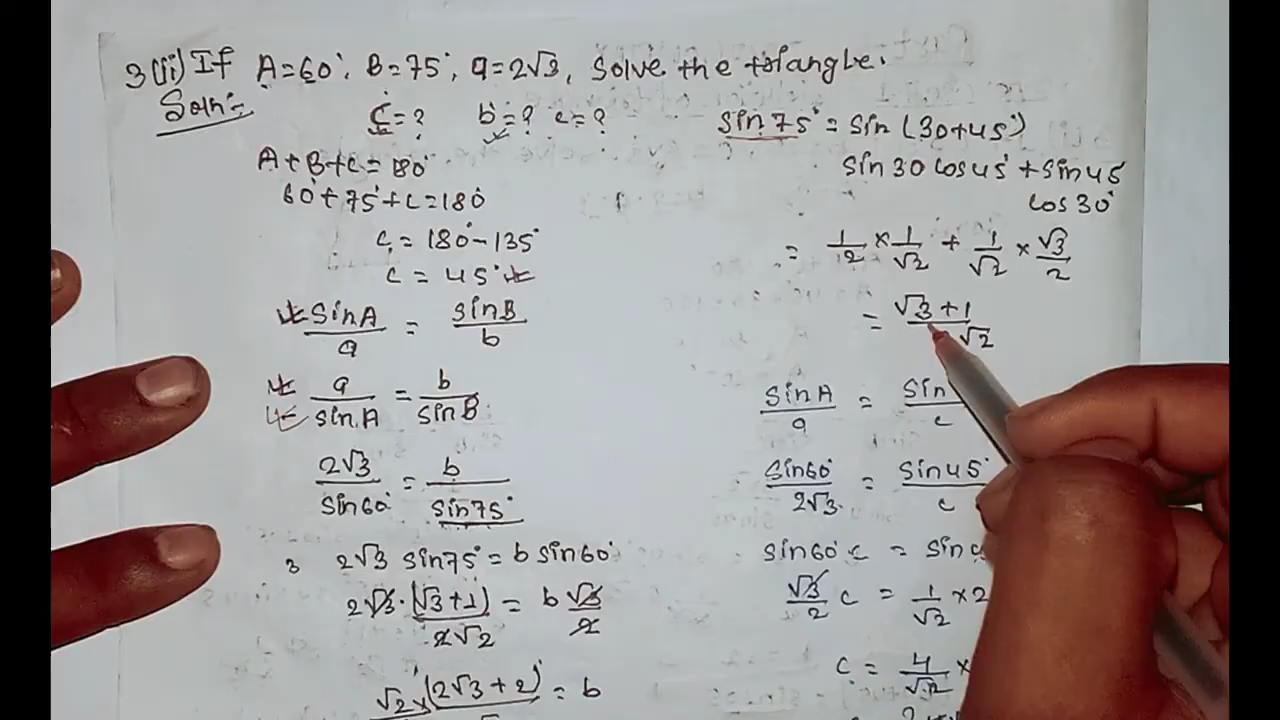 3(ii) If A=60°, B=75°, a=2√3, Solve the triangle.
Soln:-
C=? b=? c=?
A+B+C=180°
60°+75°+C=180°
C = 180°-135°
C = 45°
sinA/a = sinB/b
a/sinA = b/sinB
2√3/sin60° = b/sin75°
2√3 sin75° = b sin60°
2√3·(√3+1)/2√2 = b √3/2
√2×(2√3+2) = b
sin75° = sin(30+45°)
sin30 cos45° + sin45
cos30°
= 1/2 × 1/√2 + 1/√2 × √3/2
= √3+1/ √2
sinA/a = sin /c
sin60°/2√3 = sin45°/c
sin60° c = sin
√3/2 c = 1/√2 × 2
c = 4/√2 ×